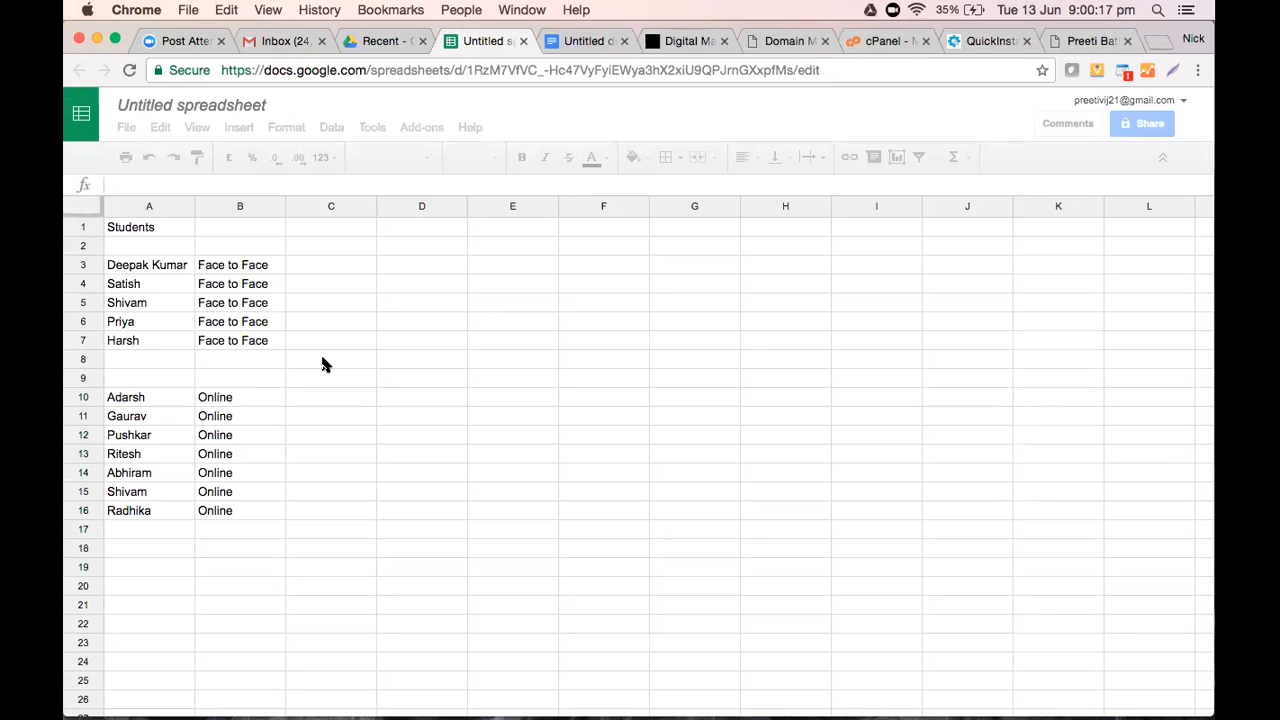 Chrome File Edit View History Bookmarks People Window Help 35% Tue 13 Jun 9:00:17 pm
Post Atter Inbox (24, Recent - G Untitled s Untitled d Digital Ma Domain M cPanel - M QuickInst Preeti Bat Nick
Secure https://docs.google.com/spreadsheets/d/1RzM7VfVC_-Hc47VyFyiEWya3hX2xiU9QPJrnGXxpfMs/edit
Untitled spreadsheet preetivij21@gmail.com
File Edit View Insert Format Data Tools Add-ons Help Comments Share
£ % .0 .00 123 B I S A Σ
fx
A B C D E F G H I J K L
1 Students
2
3 Deepak Kumar Face to Face
4 Satish Face to Face
5 Shivam Face to Face
6 Priya Face to Face
7 Harsh Face to Face
8
9
10 Adarsh Online
11 Gaurav Online
12 Pushkar Online
13 Ritesh Online
14 Abhiram Online
15 Shivam Online
16 Radhika Online
17
18
19
20
21
22
23
24
25
26